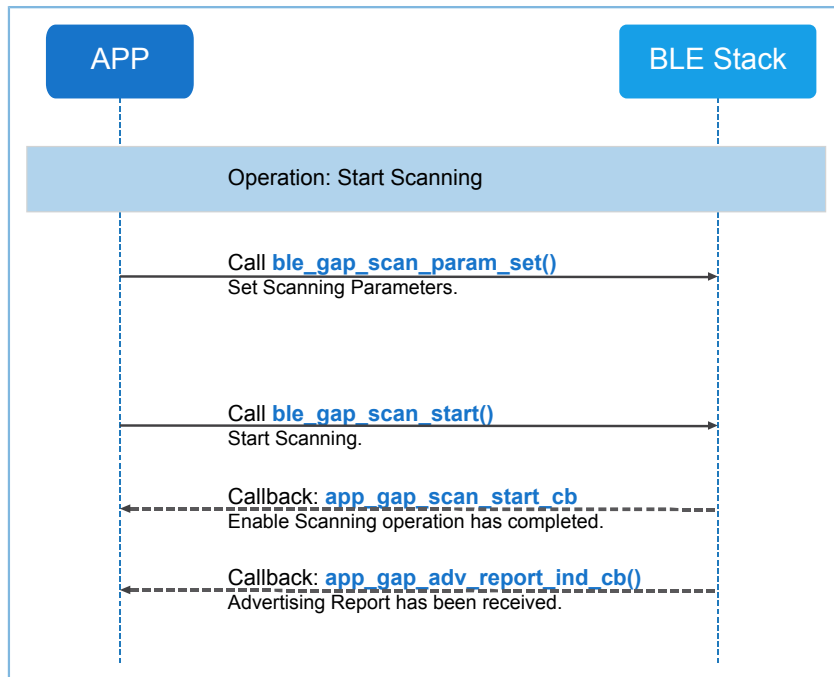 APP
BLE Stack
Operation: Start Scanning
Call ble_gap_scan_param_set()
Set Scanning Parameters.
Call ble_gap_scan_start()
Start Scanning.
Callback: app_gap_scan_start_cb
Enable Scanning operation has completed.
Callback: app_gap_adv_report_ind_cb()
Advertising Report has been received.